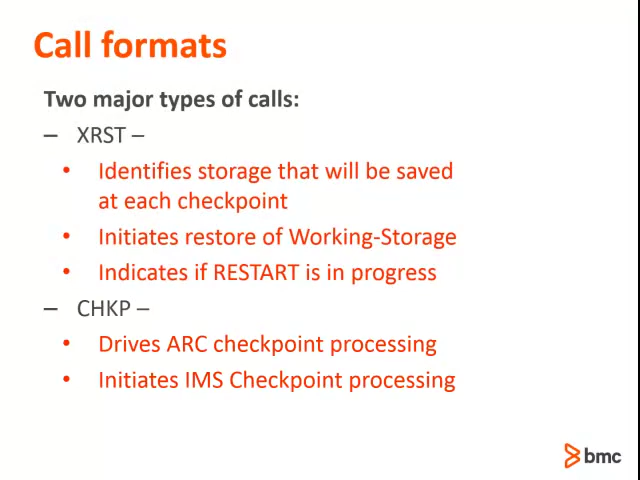 Call formats
Two major types of calls:
– XRST –
• Identifies storage that will be saved
at each checkpoint
• Initiates restore of Working-Storage
• Indicates if RESTART is in progress
– CHKP –
• Drives ARC checkpoint processing
• Initiates IMS Checkpoint processing
bmc